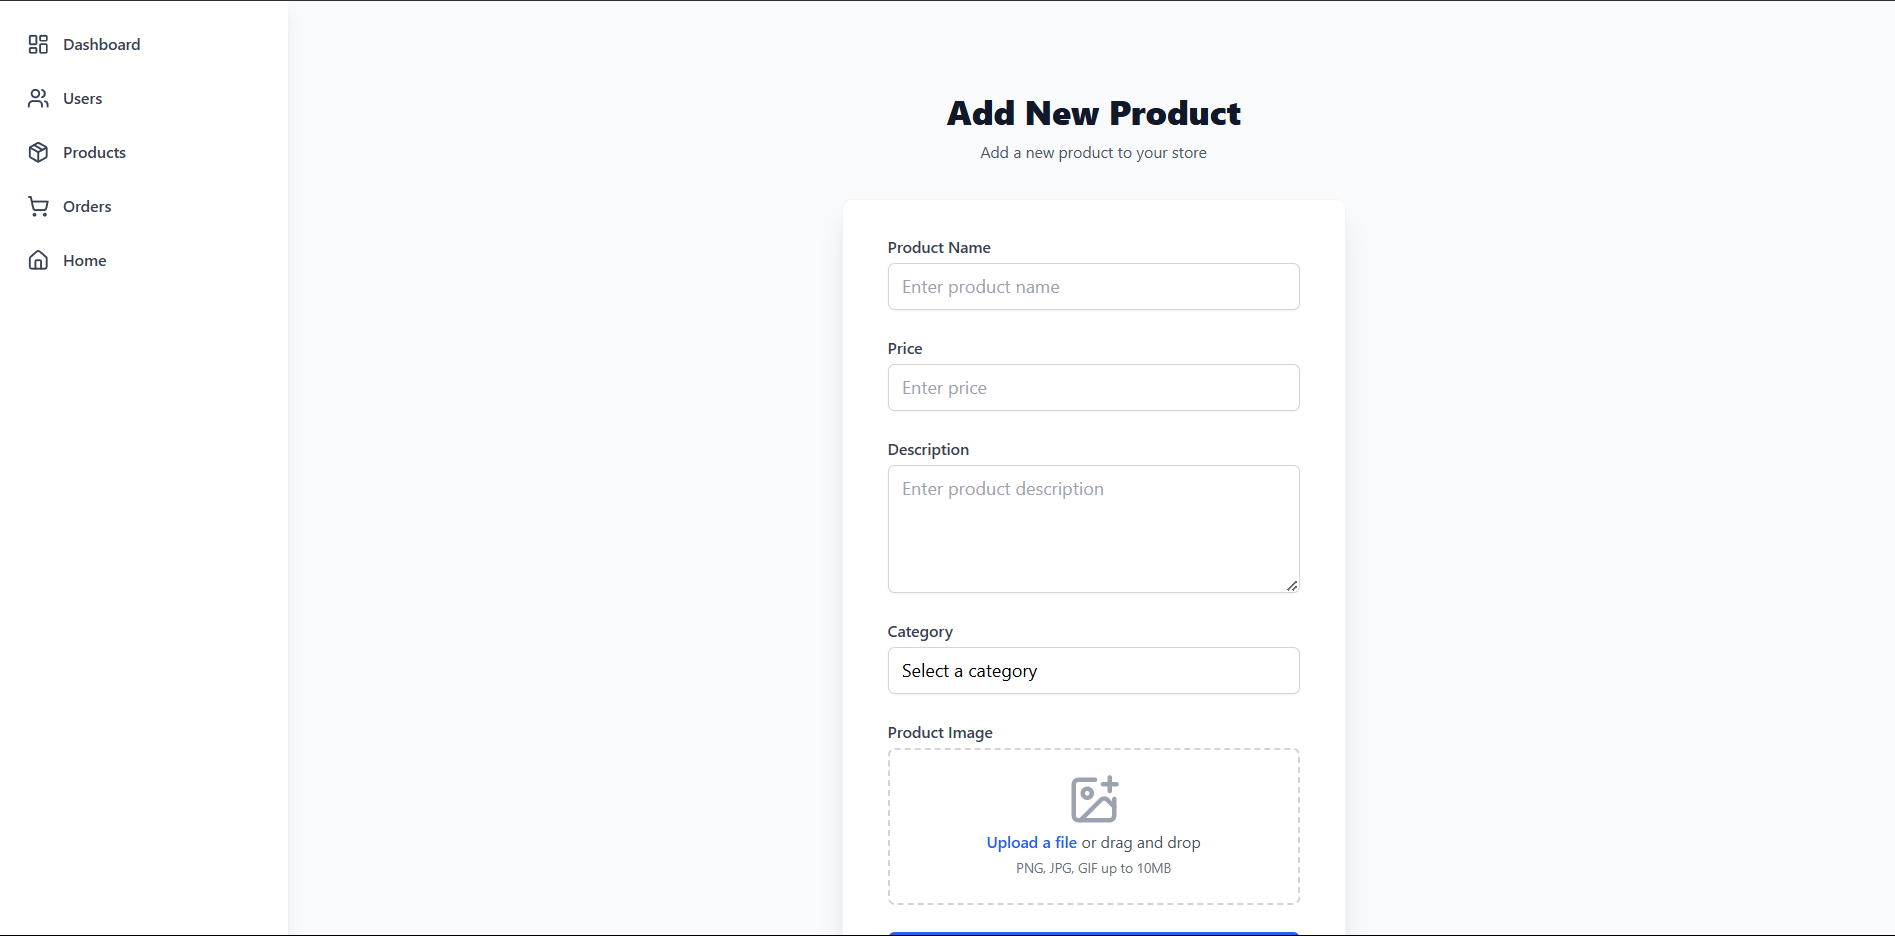 Dashboard
Users
Products
Orders
Home
Add New Product
Add a new product to your store
Product Name
Enter product name
Price
Enter price
Description
Enter product description
Category
Select a category
Product Image
Upload a file or drag and drop
PNG, JPG, GIF up to 10MB